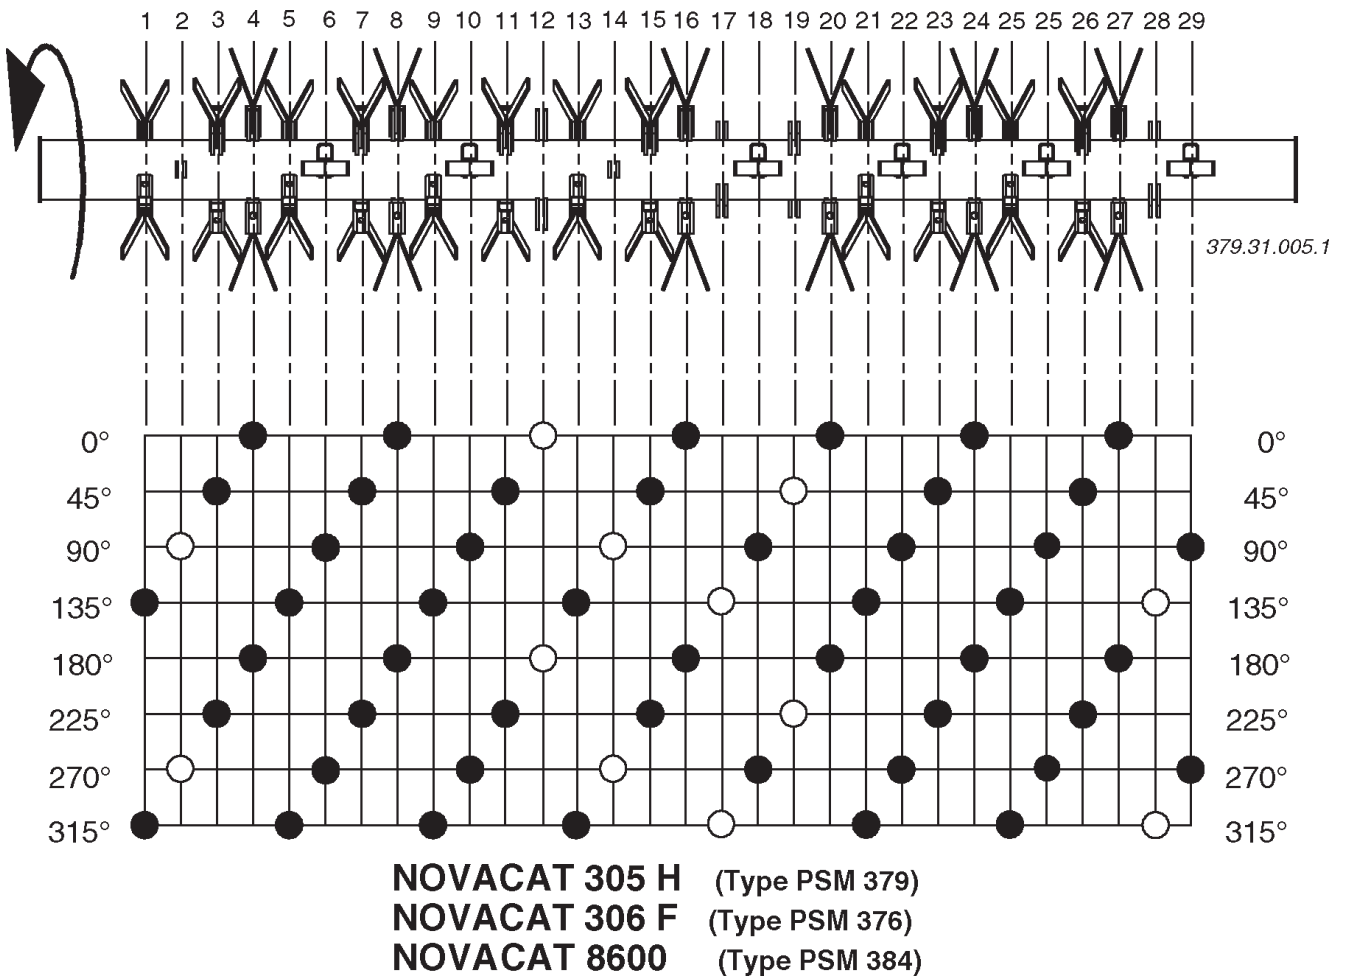 1 2 3 4 5 6 7 8 9 10 11 12 13 14 15 16 17 18 19 20 21 22 23 24 25 25 26 27 28 29
379.31.005.1
0° 0°
45° 45°
90° 90°
135° 135°
180° 180°
225° 225°
270° 270°
315° 315°
NOVACAT 305 H (Type PSM 379)
NOVACAT 306 F (Type PSM 376)
NOVACAT 8600 (Type PSM 384)